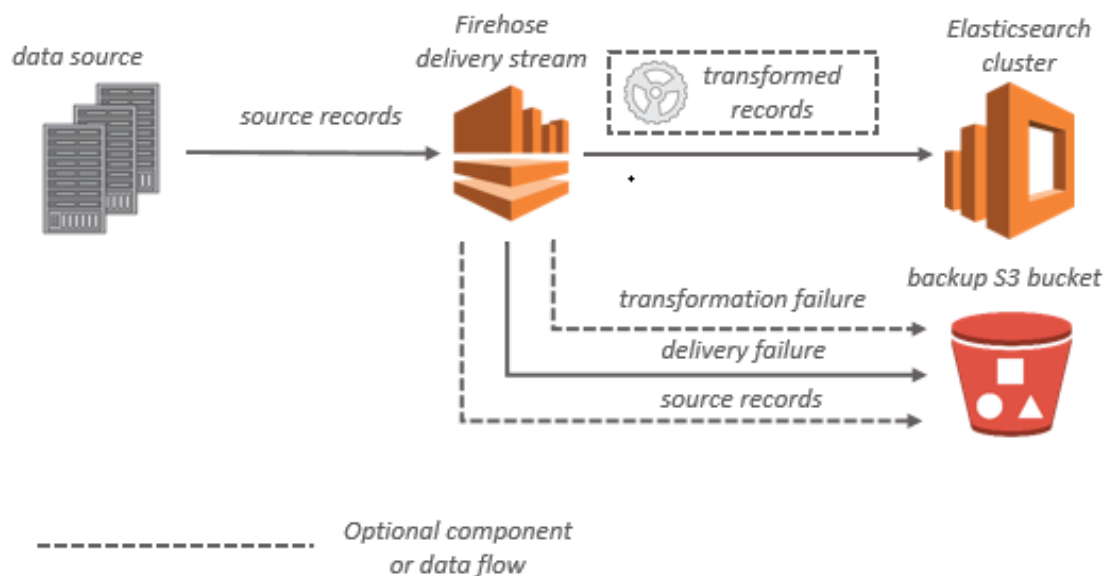 data source
source records
Firehose
delivery stream
transformed
records
Elasticsearch
cluster
backup S3 bucket
transformation failure
delivery failure
source records
Optional component
or data flow